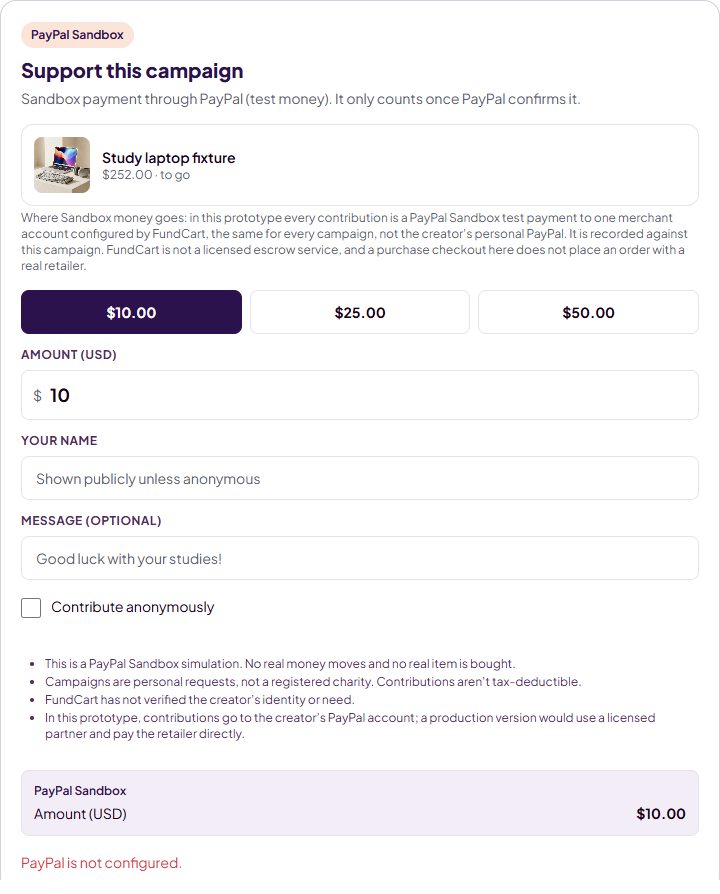 PayPal Sandbox
Support this campaign
Sandbox payment through PayPal (test money). It only counts once PayPal confirms it.
Study laptop fixture
$252.00 · to go
Where Sandbox money goes: in this prototype every contribution is a PayPal Sandbox test payment to one merchant
account configured by FundCart, the same for every campaign, not the creator's personal PayPal. It is recorded against
this campaign. FundCart is not a licensed escrow service, and a purchase checkout here does not place an order with a
real retailer.
$10.00 $25.00 $50.00
AMOUNT (USD)
$ 10
YOUR NAME
Shown publicly unless anonymous
MESSAGE (OPTIONAL)
Good luck with your studies!
Contribute anonymously
• This is a PayPal Sandbox simulation. No real money moves and no real item is bought.
• Campaigns are personal requests, not a registered charity. Contributions aren't tax-deductible.
• FundCart has not verified the creator's identity or need.
• In this prototype, contributions go to the creator's PayPal account; a production version would use a licensed
partner and pay the retailer directly.
PayPal Sandbox
Amount (USD) $10.00
PayPal is not configured.